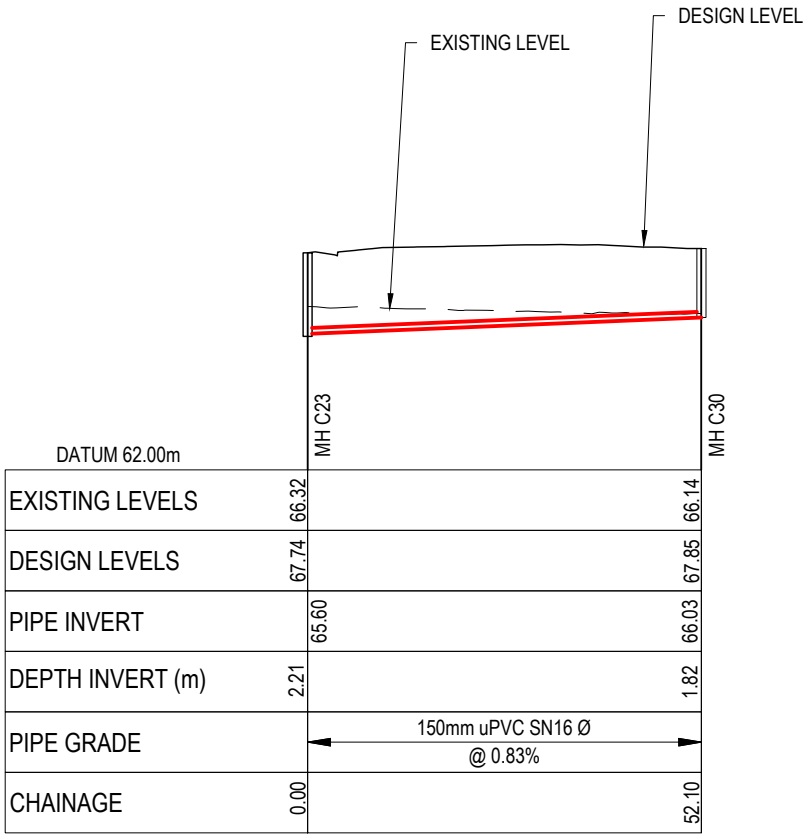 DESIGN LEVEL
EXISTING LEVEL
MH C23
MH C30
DATUM 62.00m
EXISTING LEVELS 66.32 66.14
DESIGN LEVELS 67.74 67.85
PIPE INVERT 65.60 66.03
DEPTH INVERT (m) 2.21 1.82
PIPE GRADE 150mm uPVC SN16 Ø
@ 0.83%
CHAINAGE 0.00 52.10